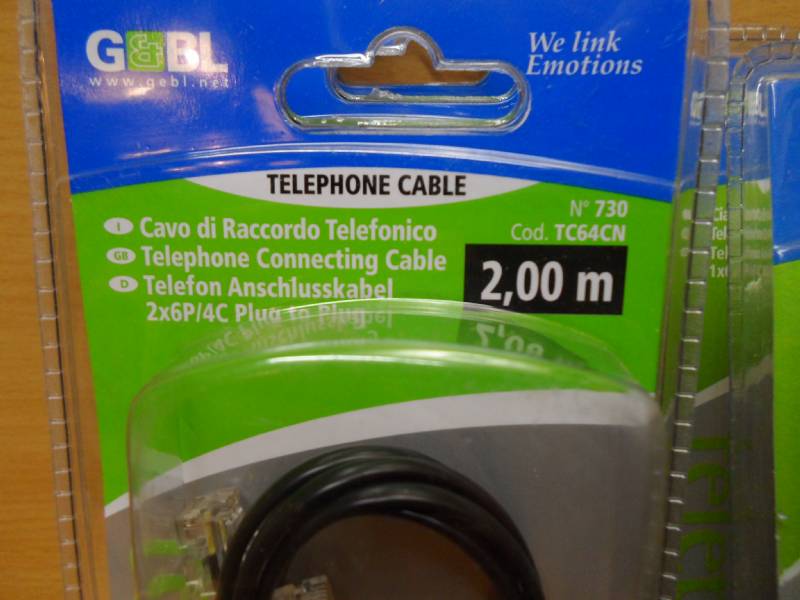 G&BL
www.gebl.net
We link
Emotions
TELEPHONE CABLE
N° 730
Cod. TC64CN
I Cavo di Raccordo Telefonico
GB Telephone Connecting Cable
D Telefon Anschlusskabel
2x6P/4C Plug to Plug
2,00 m